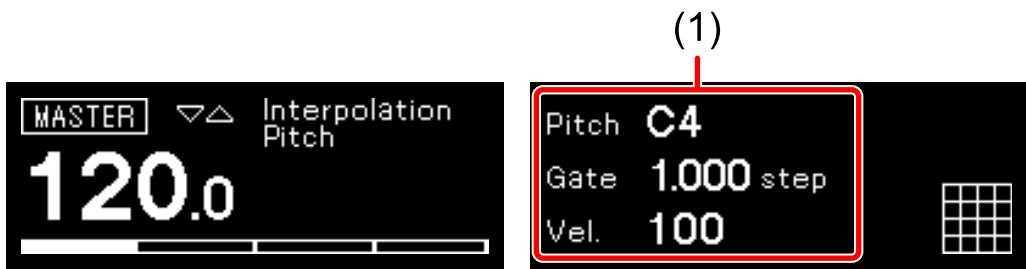 (1)
MASTER ▽△ Interpolation
Pitch
120.0
Pitch C4
Gate 1.000 step
Vel. 100